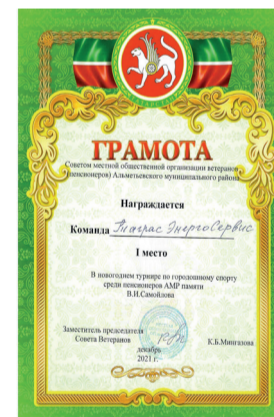 ГРАМОТА
Советом местной общественной организации ветеранов
(пенсионеров) Альметьевского муниципального района
Награждается
Команда Таграс ЭнергоСервис
I место
В новогоднем турнире по городошному спорту
среди пенсионеров АМР памяти
В.И.Самойлова
Заместитель председателя
Совета Ветеранов
К.Б.Мингазова
декабрь
2021 г.